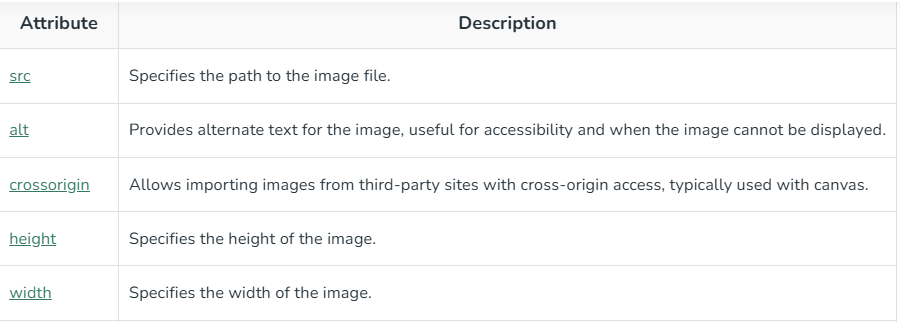 Attribute Description
src Specifies the path to the image file.
alt Provides alternate text for the image, useful for accessibility and when the image cannot be displayed.
crossorigin Allows importing images from third-party sites with cross-origin access, typically used with canvas.
height Specifies the height of the image.
width Specifies the width of the image.